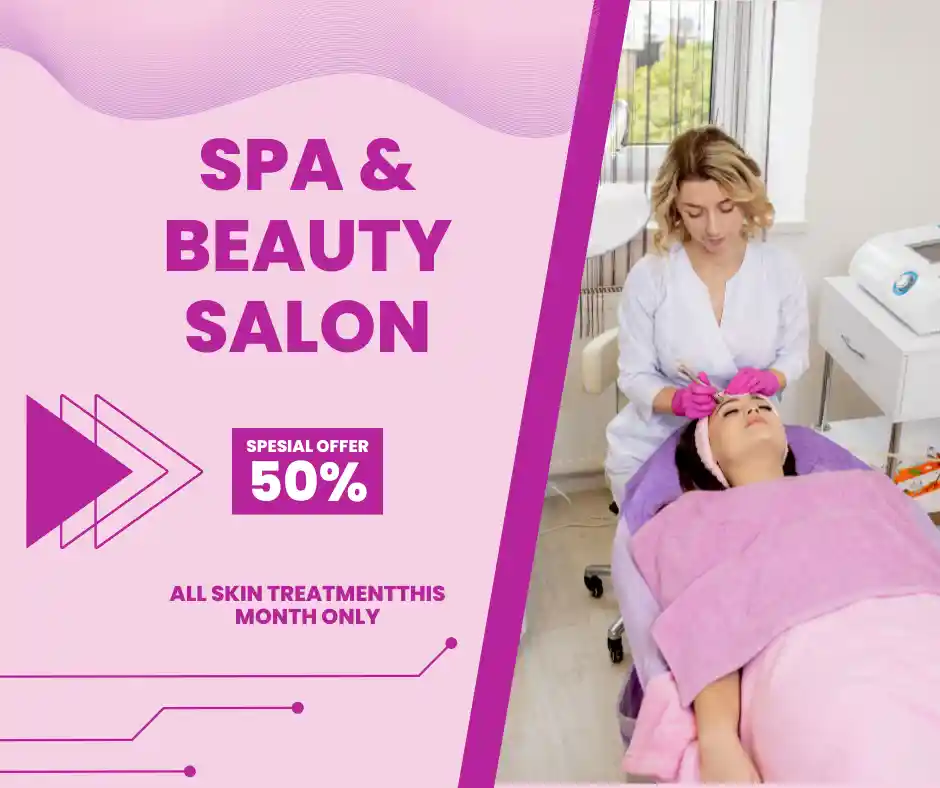 SPA &
BEAUTY
SALON
SPESIAL OFFER
50%
ALL SKIN TREATMENTTHIS
MONTH ONLY